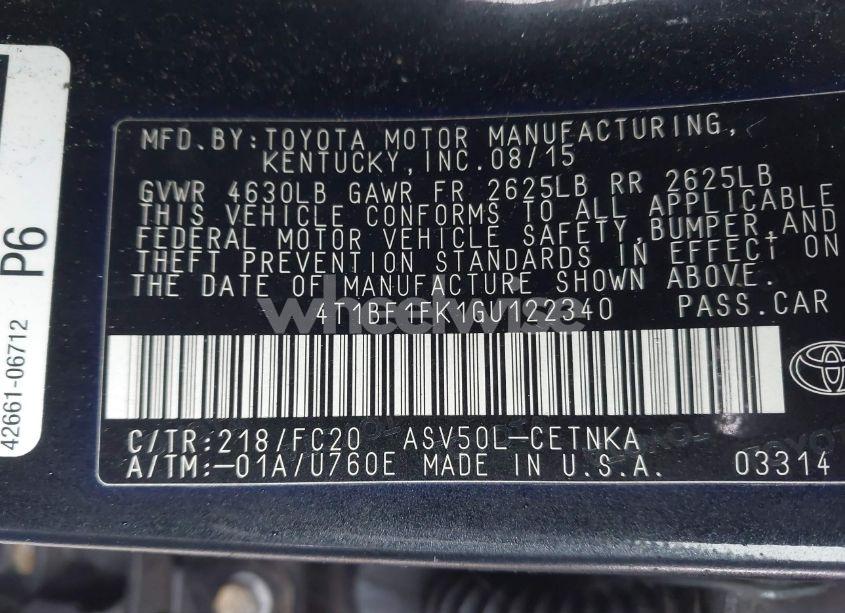 MFD.BY:TOYOTA MOTOR MANUFACTURING,
KENTUCKY,INC.08/15
GVWR 4630LB GAWR FR 2625LB RR 2625LB
THIS VEHICLE CONFORMS TO ALL APPLICABLE
FEDERAL MOTOR VEHICLE SAFETY,BUMPER,AND
THEFT PREVENTION STANDARDS IN EFFECT ON
THE DATE OF MANUFACTURE SHOWN ABOVE.
4T1BF1FK1GU122340 PASS.CAR
wheelwise
C/TR:218/FC20 ASV50L-CETNKA
A/TM:-01A/U760E MADE IN U.S.A. 03314
P6
42661-06712